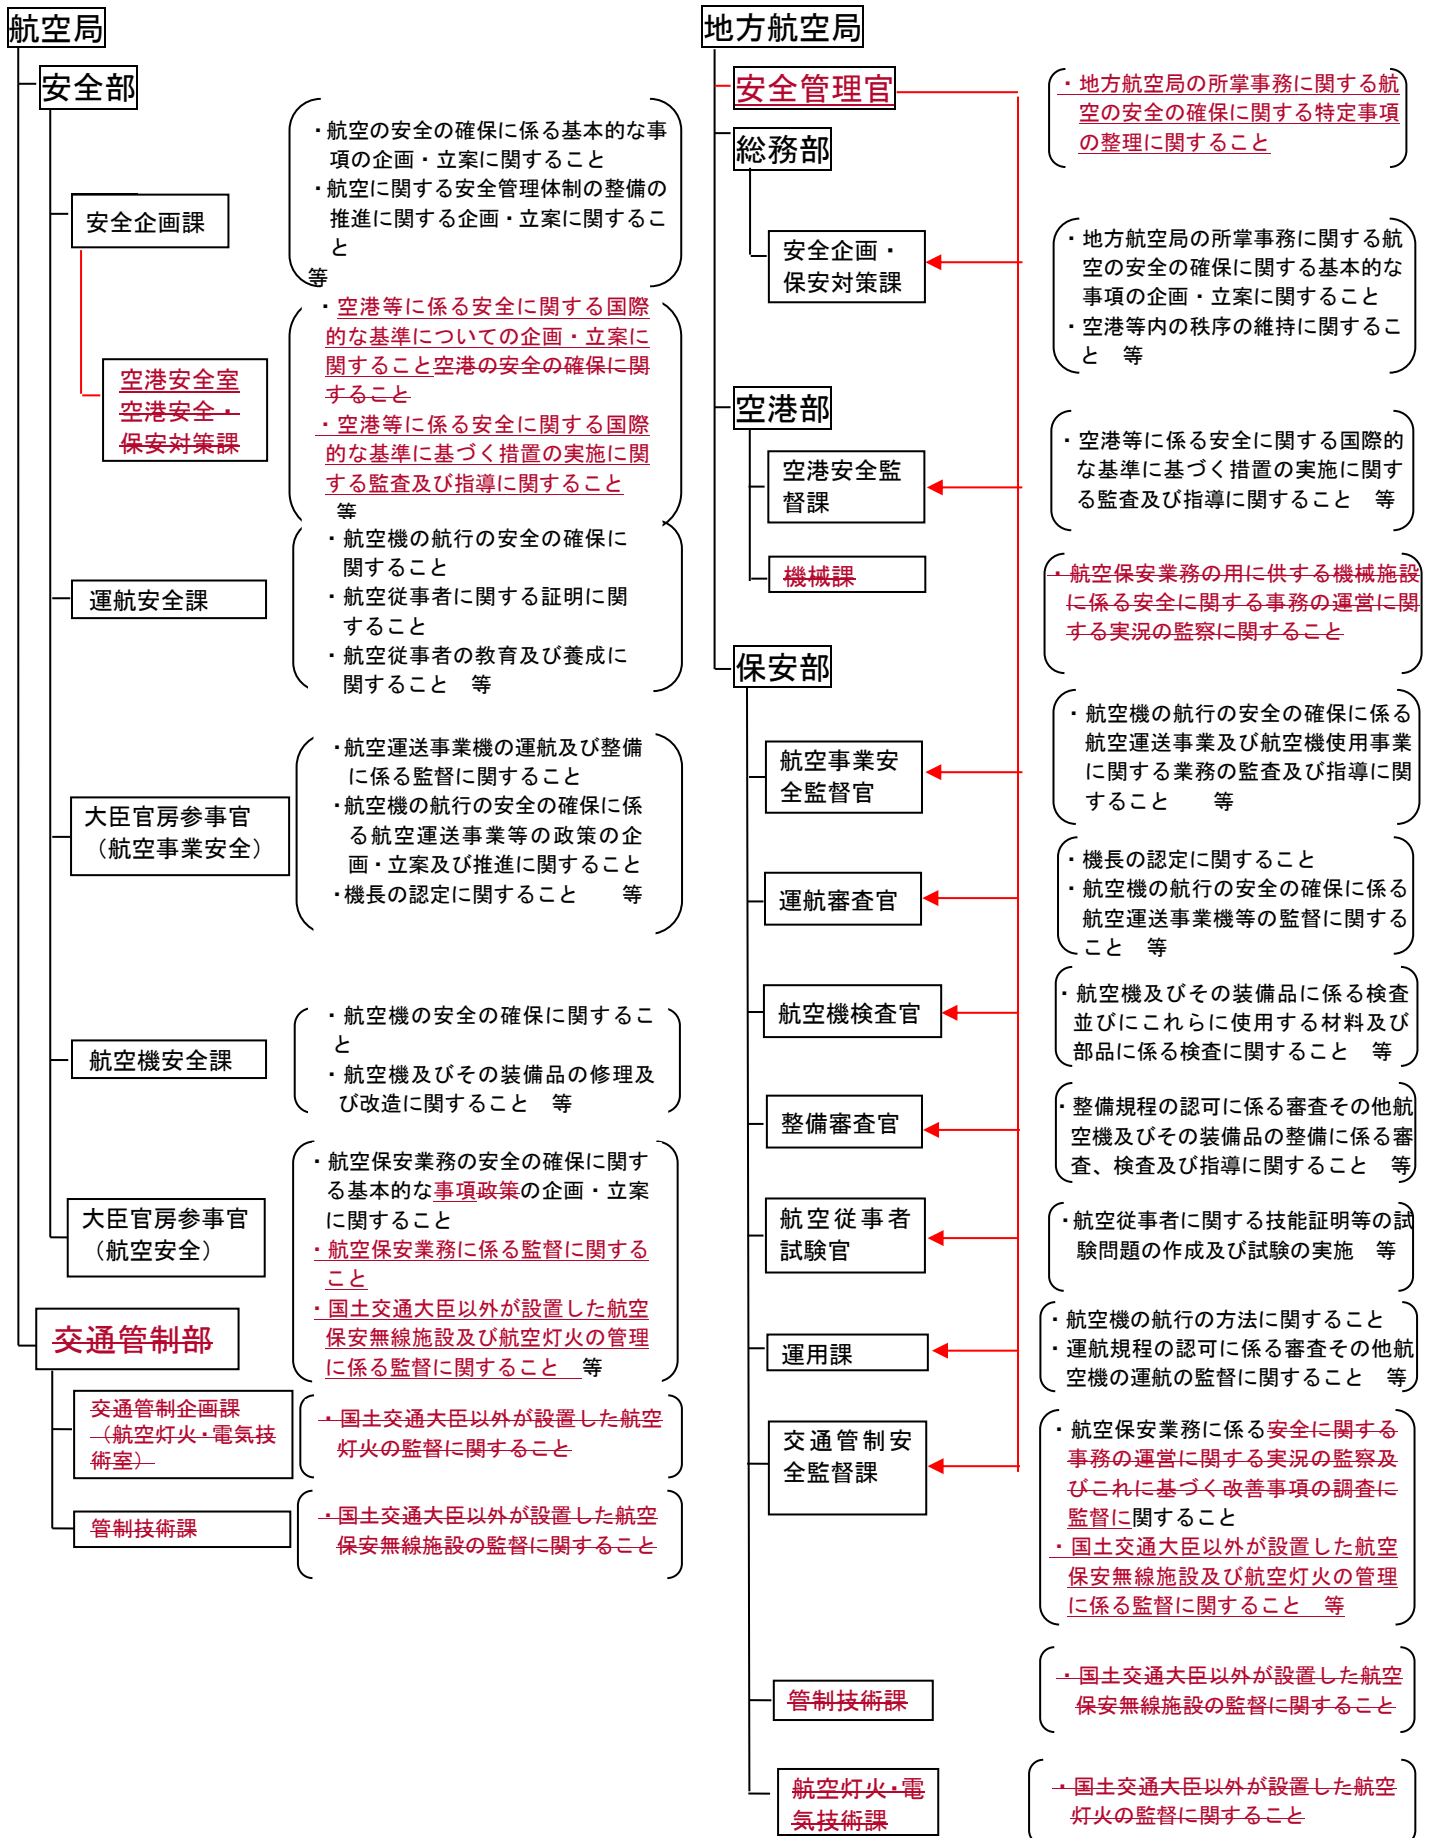 航空局
安全部
安全企画課
・航空の安全の確保に係る基本的な事
項の企画・立案に関すること
・航空に関する安全管理体制の整備の
推進に関する企画・立案に関するこ
と
等
空港安全室
空港安全・
保安対策課
・空港等に係る安全に関する国際
的な基準についての企画・立案に
関すること空港の安全の確保に関
すること
・空港等に係る安全に関する国際
的な基準に基づく措置の実施に関
する監査及び指導に関すること
等
運航安全課
・航空機の航行の安全の確保に
関すること
・航空従事者に関する証明に関
すること
・航空従事者の教育及び養成に
関すること 等
大臣官房参事官
（航空事業安全）
・航空運送事業機の運航及び整備
に係る監督に関すること
・航空機の航行の安全の確保に係
る航空運送事業等の政策の企
画・立案及び推進に関すること
・機長の認定に関すること 等
航空機安全課
・航空機の安全の確保に関するこ
と
・航空機及びその装備品の修理及
び改造に関すること 等
大臣官房参事官
（航空安全）
・航空保安業務の安全の確保に関す
る基本的な事項政策の企画・立案
に関すること
・航空保安業務に係る監督に関する
こと
・国土交通大臣以外が設置した航空
保安無線施設及び航空灯火の管理
に係る監督に関すること 等
交通管制部
交通管制企画課
（航空灯火・電気技
術室）
・国土交通大臣以外が設置した航空
灯火の監督に関すること
管制技術課
・国土交通大臣以外が設置した航空
保安無線施設の監督に関すること
地方航空局
安全管理官
・地方航空局の所掌事務に関する航
空の安全の確保に関する特定事項
の整理に関すること
総務部
安全企画・
保安対策課
・地方航空局の所掌事務に関する航
空の安全の確保に関する基本的な
事項の企画・立案に関すること
・空港等内の秩序の維持に関するこ
と 等
空港部
空港安全監
督課
・空港等に係る安全に関する国際的
な基準に基づく措置の実施に関す
る監査及び指導に関すること 等
機械課
・航空保安業務の用に供する機械施設
に係る安全に関する事務の運営に関
する実況の監察に関すること
保安部
航空事業安
全監督官
・航空機の航行の安全の確保に係る
航空運送事業及び航空機使用事業
に関する業務の監査及び指導に関
すること 等
運航審査官
・機長の認定に関すること
・航空機の航行の安全の確保に係る
航空運送事業機等の監督に関する
こと 等
航空機検査官
・航空機及びその装備品に係る検査
並びにこれらに使用する材料及び
部品に係る検査に関すること 等
整備審査官
・整備規程の認可に係る審査その他航
空機及びその装備品の整備に係る審
査、検査及び指導に関すること 等
航空従事者
試験官
・航空従事者に関する技能証明等の試
験問題の作成及び試験の実施 等
運用課
・航空機の航行の方法に関すること
・運航規程の認可に係る審査その他航
空機の運航の監督に関すること 等
交通管制安
全監督課
・航空保安業務に係る安全に関する
事務の運営に関する実況の監察及
びこれに基づく改善事項の調査に
監督に関すること
・国土交通大臣以外が設置した航空
保安無線施設及び航空灯火の管理
に係る監督に関すること 等
管制技術課
・国土交通大臣以外が設置した航空
保安無線施設の監督に関すること
航空灯火・電
気技術課
・国土交通大臣以外が設置した航空
灯火の監督に関すること